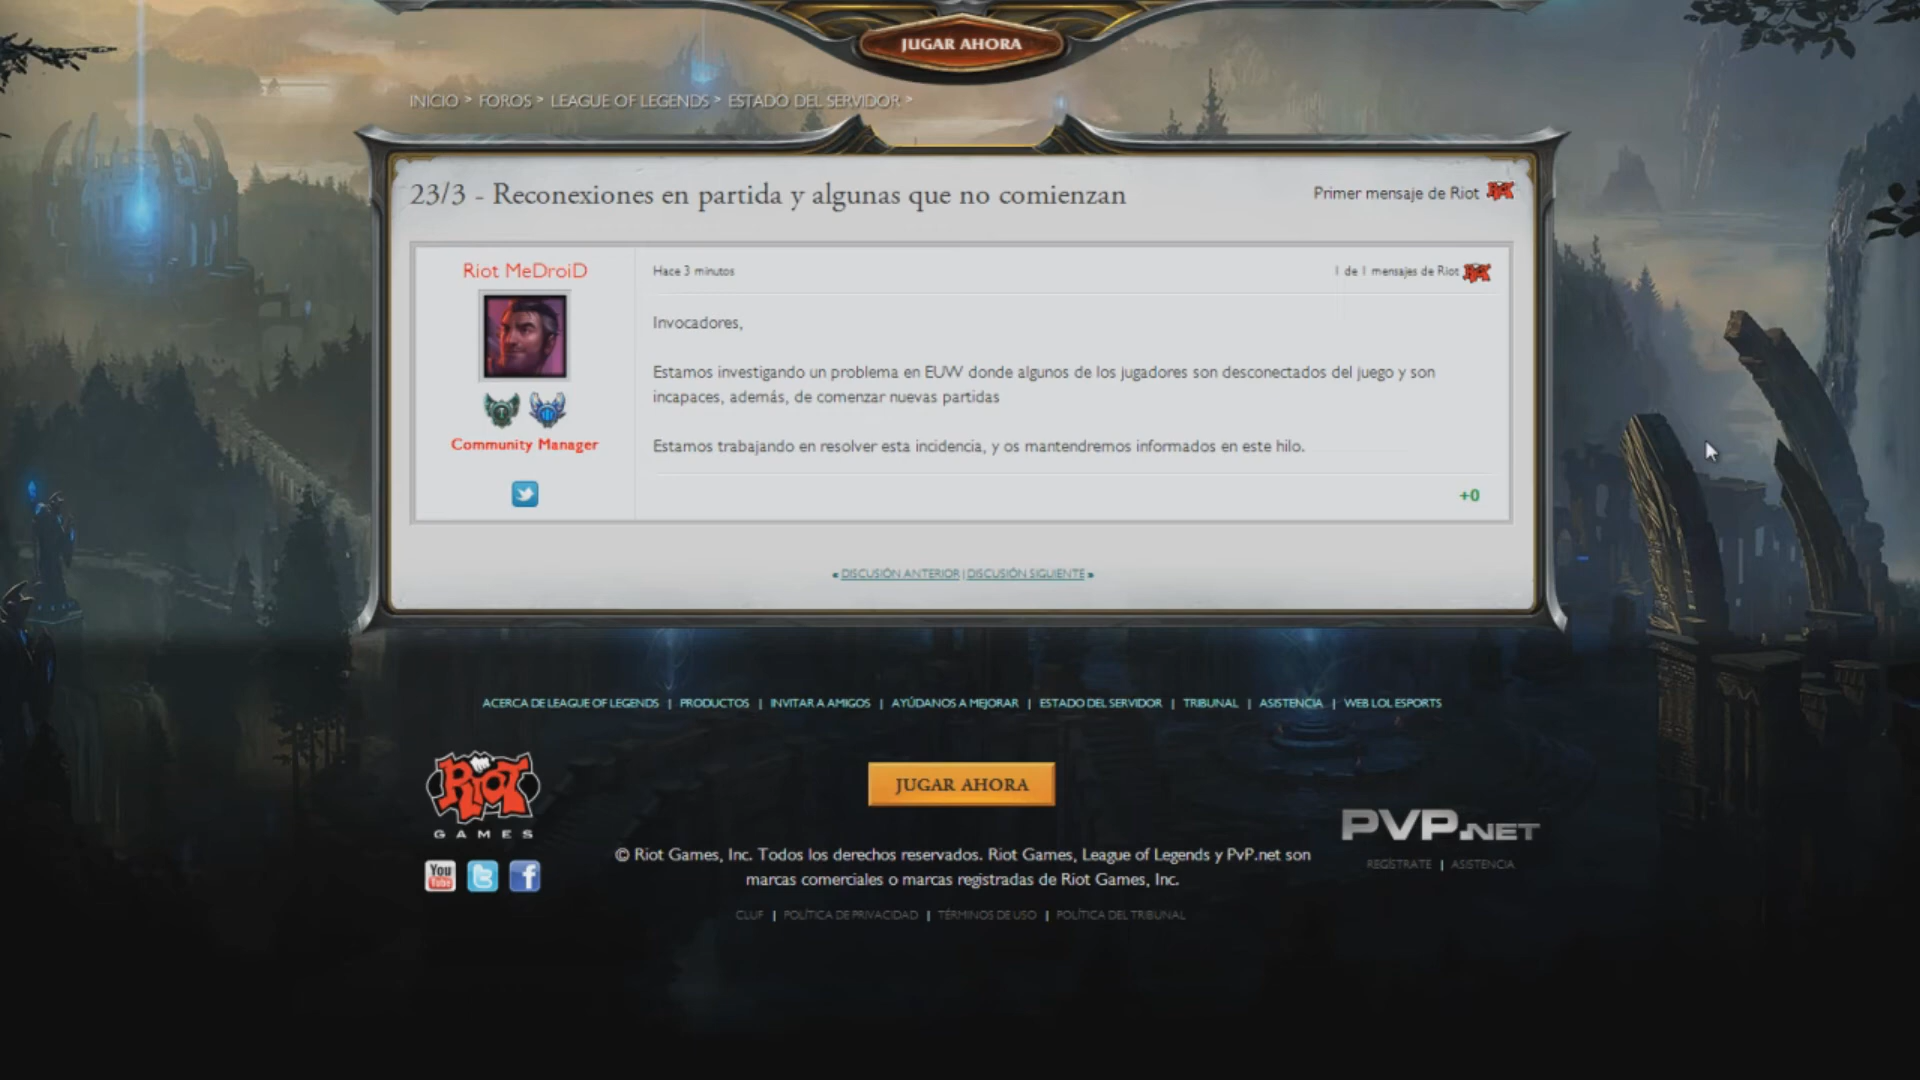 JUGAR AHORA
INICIO > FOROS > LEAGUE OF LEGENDS > ESTADO DEL SERVIDOR >
23/3 - Reconexiones en partida y algunas que no comienzan
Primer mensaje de Riot
Riot MeDroiD
Hace 3 minutos
1 de 1 mensajes de Riot
Invocadores,
Estamos investigando un problema en EUW donde algunos de los jugadores son desconectados del juego y son
incapaces, además, de comenzar nuevas partidas
Community Manager
Estamos trabajando en resolver esta incidencia, y os mantendremos informados en este hilo.
+0
« DISCUSIÓN ANTERIOR | DISCUSIÓN SIGUIENTE »
ACERCA DE LEAGUE OF LEGENDS | PRODUCTOS | INVITAR A AMIGOS | AYÚDANOS A MEJORAR | ESTADO DEL SERVIDOR | TRIBUNAL | ASISTENCIA | WEB LOL ESPORTS
RIOT
GAMES
JUGAR AHORA
PVP.NET
REGÍSTRATE | ASISTENCIA
You Tube
© Riot Games, Inc. Todos los derechos reservados. Riot Games, League of Legends y PvP.net son
marcas comerciales o marcas registradas de Riot Games, Inc.
CLUF | POLÍTICA DE PRIVACIDAD | TÉRMINOS DE USO | POLÍTICA DEL TRIBUNAL